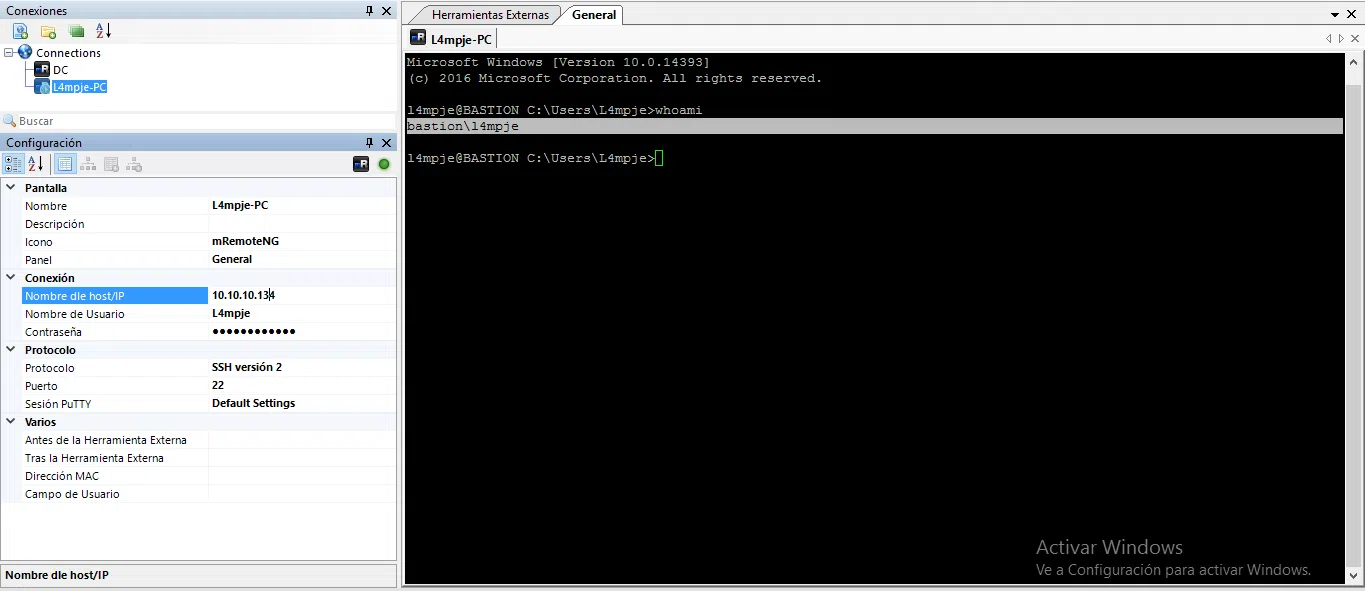 Conexiones
Connections
DC
L4mpje-PC
Buscar
Configuración
Pantalla
Nombre L4mpje-PC
Descripción
Icono mRemoteNG
Panel General
Conexión
Nombre dle host/IP 10.10.10.134
Nombre de Usuario L4mpje
Contraseña ••••••••••••
Protocolo
Protocolo SSH versión 2
Puerto 22
Sesión PuTTY Default Settings
Varios
Antes de la Herramienta Externa
Tras la Herramienta Externa
Dirección MAC
Campo de Usuario
Nombre dle host/IP
Herramientas Externas General
L4mpje-PC
Microsoft Windows [Version 10.0.14393]
(c) 2016 Microsoft Corporation. All rights reserved.
l4mpje@BASTION C:\Users\L4mpje>whoami
bastion\l4mpje
l4mpje@BASTION C:\Users\L4mpje>
Activar Windows
Ve a Configuración para activar Windows.